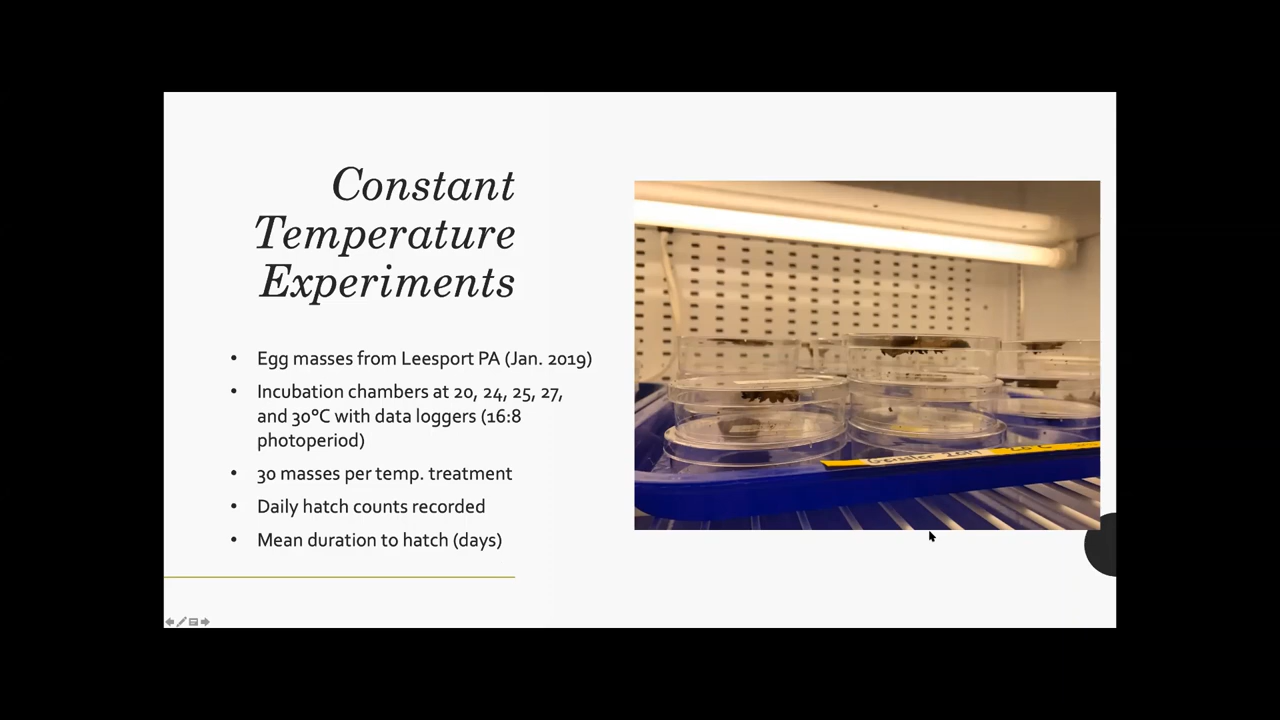 Constant
Temperature
Experiments
• Egg masses from Leesport PA (Jan. 2019)
• Incubation chambers at 20, 24, 25, 27,
and 30°C with data loggers (16:8
photoperiod)
• 30 masses per temp. treatment
• Daily hatch counts recorded
• Mean duration to hatch (days)
2019